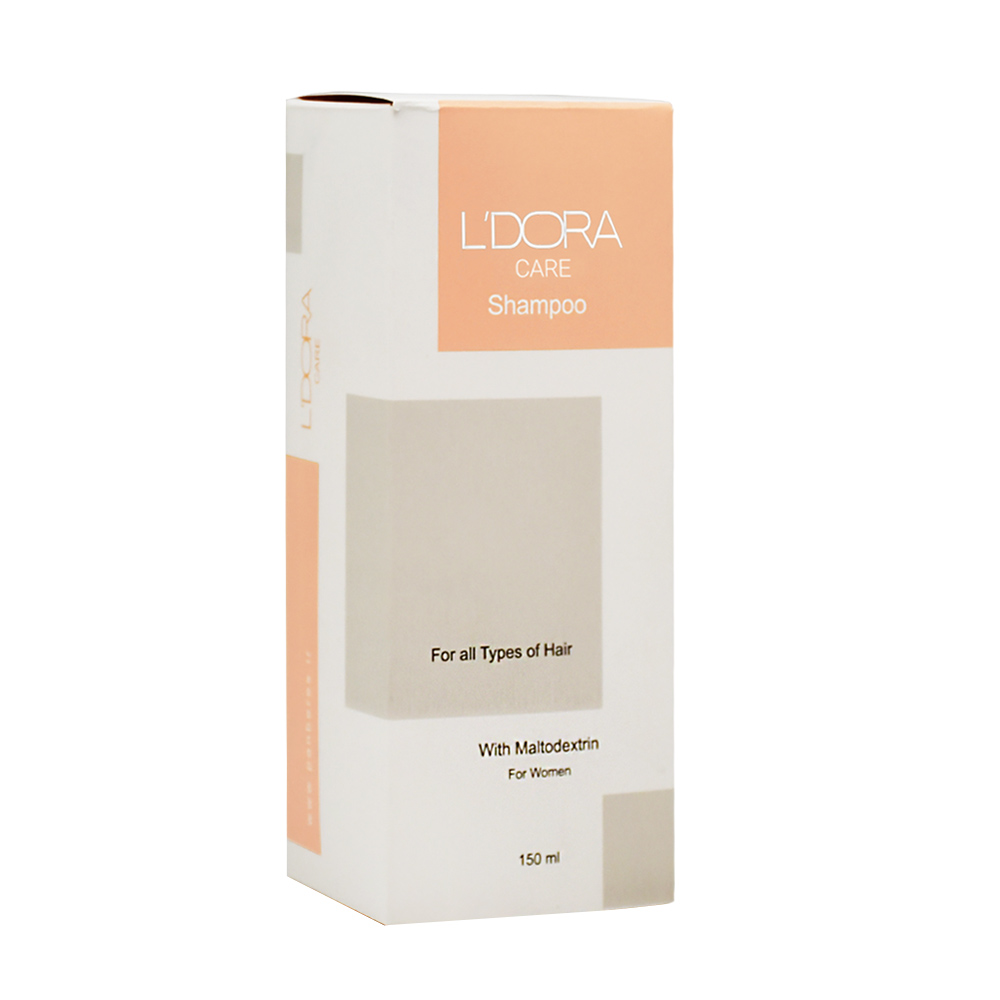 L'DORA
CARE
Shampoo
For all Types of Hair
With Maltodextrin
For Women
150 ml
L'DORA
CARE